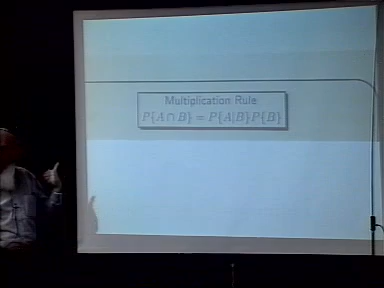 Multiplication Rule
P{A ∩ B} = P{A|B}P{B}